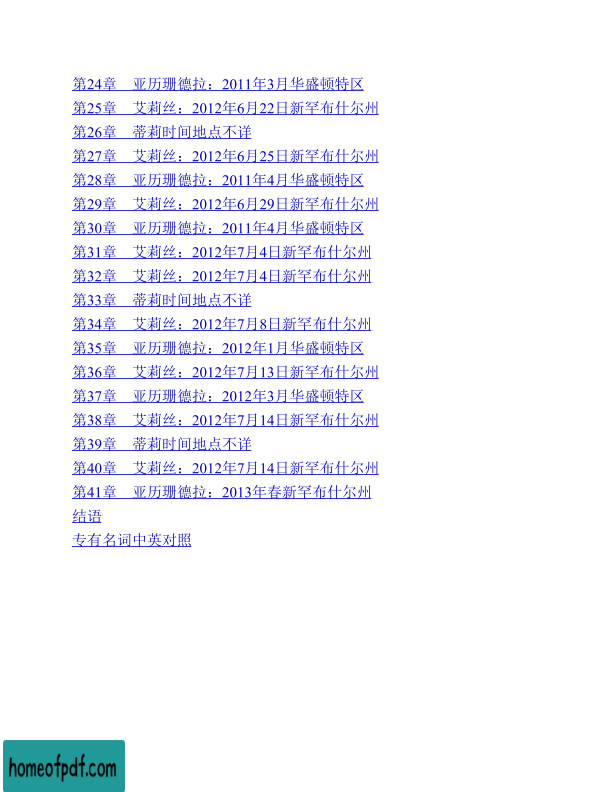 第24章 亚历珊德拉：2011年3月华盛顿特区
第25章 艾莉丝：2012年6月22日新罕布什尔州
第26章 蒂莉时间地点不详
第27章 艾莉丝：2012年6月25日新罕布什尔州
第28章 亚历珊德拉：2011年4月华盛顿特区
第29章 艾莉丝：2012年6月29日新罕布什尔州
第30章 亚历珊德拉：2011年4月华盛顿特区
第31章 艾莉丝：2012年7月4日新罕布什尔州
第32章 艾莉丝：2012年7月4日新罕布什尔州
第33章 蒂莉时间地点不详
第34章 艾莉丝：2012年7月8日新罕布什尔州
第35章 亚历珊德拉：2012年1月华盛顿特区
第36章 艾莉丝：2012年7月13日新罕布什尔州
第37章 亚历珊德拉：2012年3月华盛顿特区
第38章 艾莉丝：2012年7月14日新罕布什尔州
第39章 蒂莉时间地点不详
第40章 艾莉丝：2012年7月14日新罕布什尔州
第41章 亚历珊德拉：2013年春新罕布什尔州
结语
专有名词中英对照
homeofpdf.com